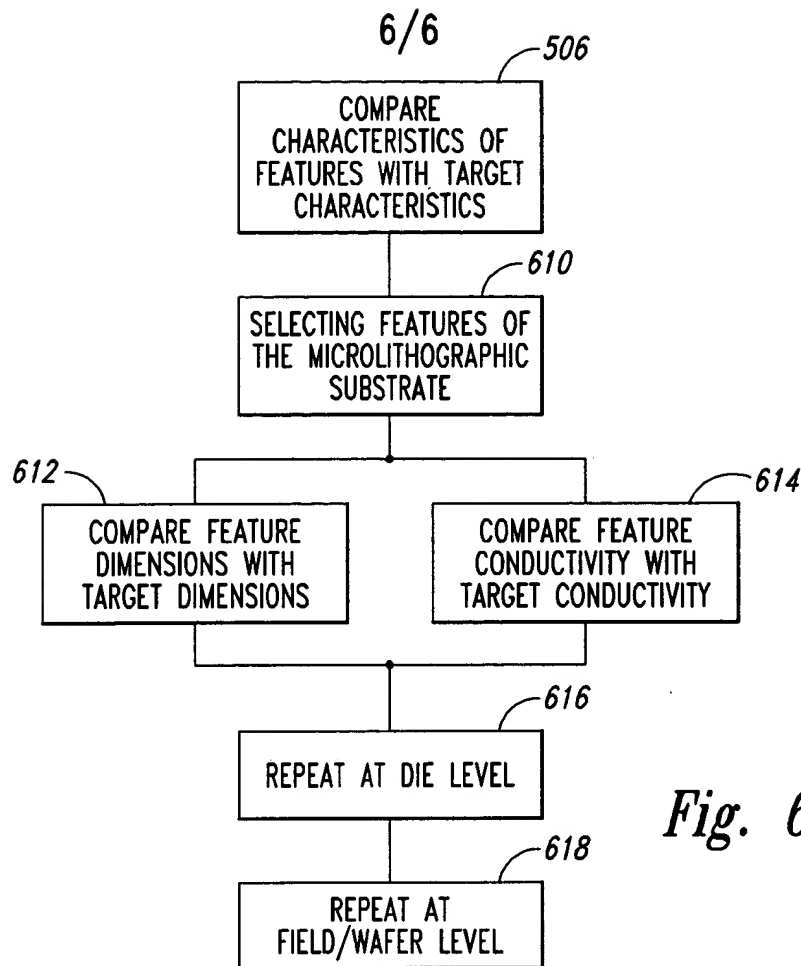 6/6
506
COMPARE
CHARACTERISTICS OF
FEATURES WITH TARGET
CHARACTERISTICS
610
SELECTING FEATURES OF
THE MICROLITHOGRAPHIC
SUBSTRATE
612
COMPARE FEATURE
DIMENSIONS WITH
TARGET DIMENSIONS
614
COMPARE FEATURE
CONDUCTIVITY WITH
TARGET CONDUCTIVITY
616
REPEAT AT DIE LEVEL
Fig. 6
618
REPEAT AT
FIELD/WAFER LEVEL